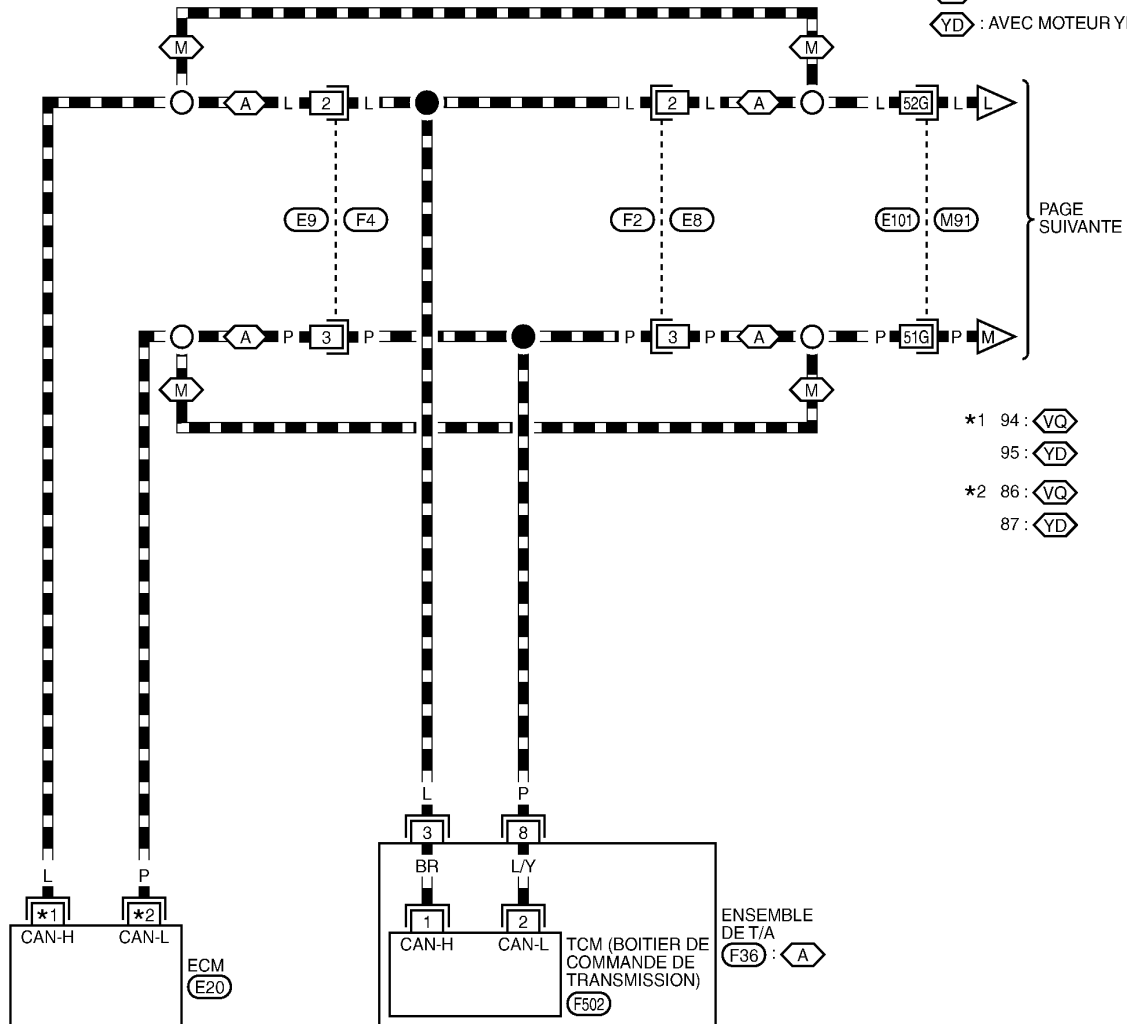 YD : AVEC MOTEUR Y
M M
A L 2 L L 2 L A L 52G L L
E9 F4 F2 E8 E101 M91
PAGE
SUIVANTE
A P 3 P P 3 P A P 51G P M
M M
*1 94 : VQ
95 : YD
*2 86 : VQ
87 : YD
L P
3 8
BR L/Y
L P
*1 *2
CAN-H CAN-L
ECM
E20
1 2
CAN-H CAN-L
TCM (BOITIER DE
COMMANDE DE
TRANSMISSION)
F502
ENSEMBLE
DE T/A
F36 : A